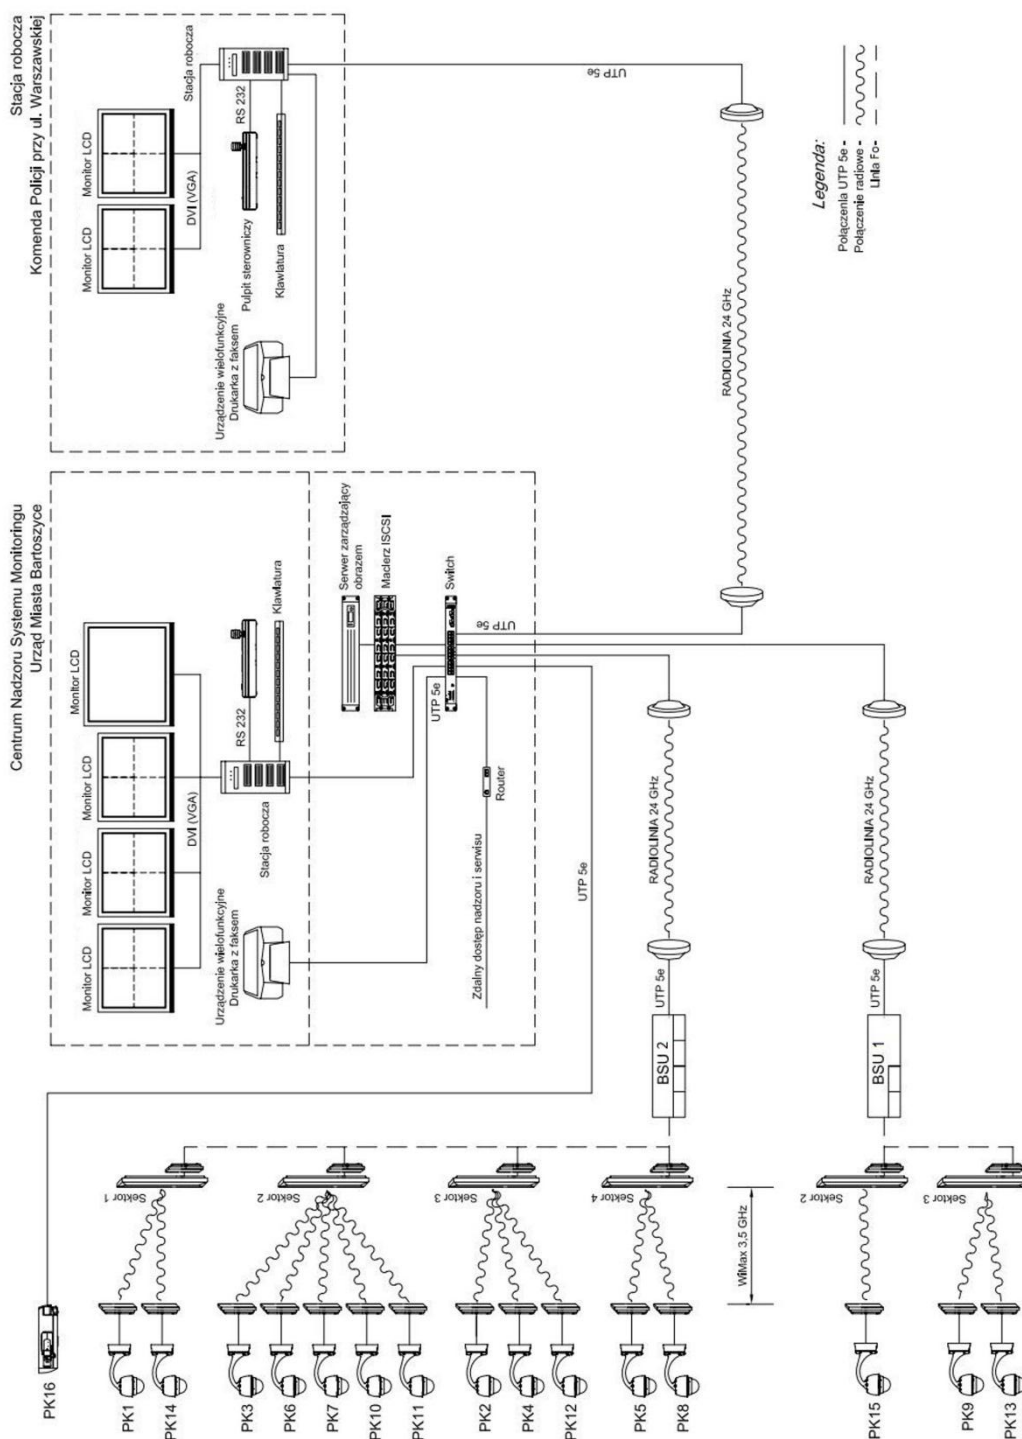 Stacja robocza
Komenda Policji przy ul. Warszawskiej
Monitor LCD
Monitor LCD
DVI (VGA)
Stacja robocza
RS 232
Pulpit sterowniczy
Klawiatura
Urządzenie wielofunkcyjne
Drukarka z faksem
UTP 5e
RADIOLINIA 24 GHz
Legenda:
Połączenia UTP 5e -
Połączenie radiowe -
Linia Fo -
Centrum Nadzoru Systemu Monitoringu
Urząd Miasta Bartoszyce
Monitor LCD
Monitor LCD
Monitor LCD
Monitor LCD
DVI (VGA)
RS 232
Klawiatura
Stacja robocza
Urządzenie wielofunkcyjne
Drukarka z faksem
Serwer zarządzający
obrazem
Macierz ISCSI
Switch
UTP 5e
UTP 5e
Router
Zdalny dostęp nadzoru i serwisu
UTP 5e
RADIOLINIA 24 GHz
RADIOLINIA 24 GHz
UTP 5e
UTP 5e
BSU 2
BSU 1
Sektor 1
Sektor 2
Sektor 3
Sektor 4
Sektor 2
Sektor 3
WiMax 3,5 GHz
PK16
PK1
PK14
PK3
PK6
PK7
PK10
PK11
PK2
PK4
PK12
PK5
PK8
PK15
PK9
PK13